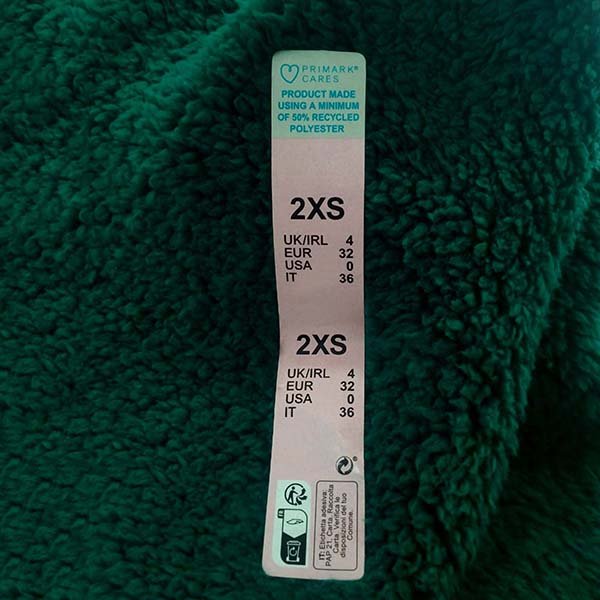 PRIMARK®
CARES
PRODUCT MADE
USING A MINIMUM
OF 50% RECYCLED
POLYESTER
2XS
UK/IRL 4
EUR 32
USA 0
IT 36
2XS
UK/IRL 4
EUR 32
USA 0
IT 36
IT: Etichetta adesiva:
PAP 21. Carta. Raccolta
Carta. Verifica le
disposizioni del tuo
Comune.